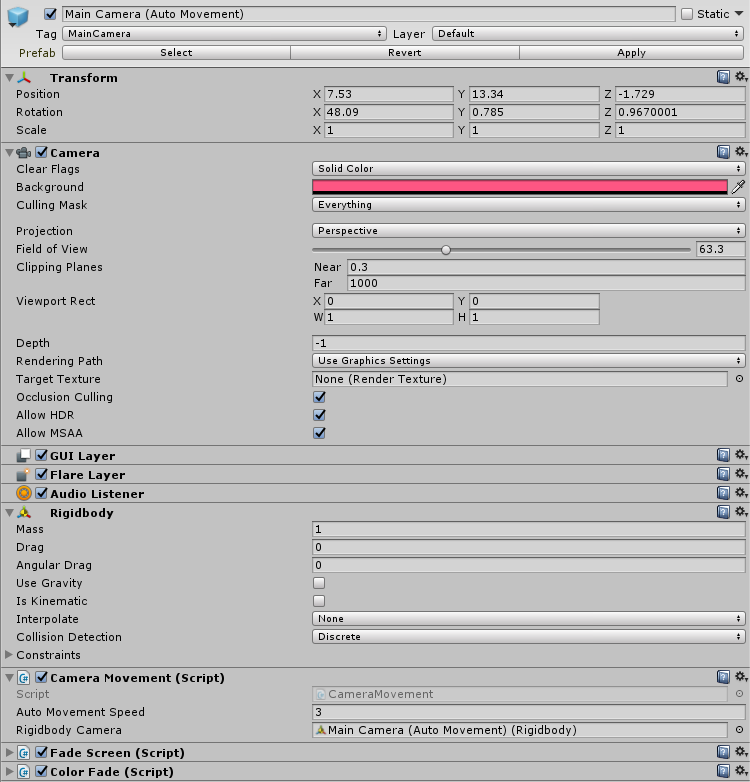 Main Camera (Auto Movement) Static
Tag MainCamera Layer Default
Prefab Select Revert Apply
Transform
Position X 7.53 Y 13.34 Z -1.729
Rotation X 48.09 Y 0.785 Z 0.9670001
Scale X 1 Y 1 Z 1
Camera
Clear Flags Solid Color
Background
Culling Mask Everything
Projection Perspective
Field of View 63.3
Clipping Planes Near 0.3
Far 1000
Viewport Rect X 0 Y 0
W 1 H 1
Depth -1
Rendering Path Use Graphics Settings
Target Texture None (Render Texture)
Occlusion Culling
Allow HDR
Allow MSAA
GUI Layer
Flare Layer
Audio Listener
Rigidbody
Mass 1
Drag 0
Angular Drag 0
Use Gravity
Is Kinematic
Interpolate None
Collision Detection Discrete
Constraints
Camera Movement (Script)
Script CameraMovement
Auto Movement Speed 3
Rigidbody Camera Main Camera (Auto Movement) (Rigidbody)
Fade Screen (Script)
Color Fade (Script)